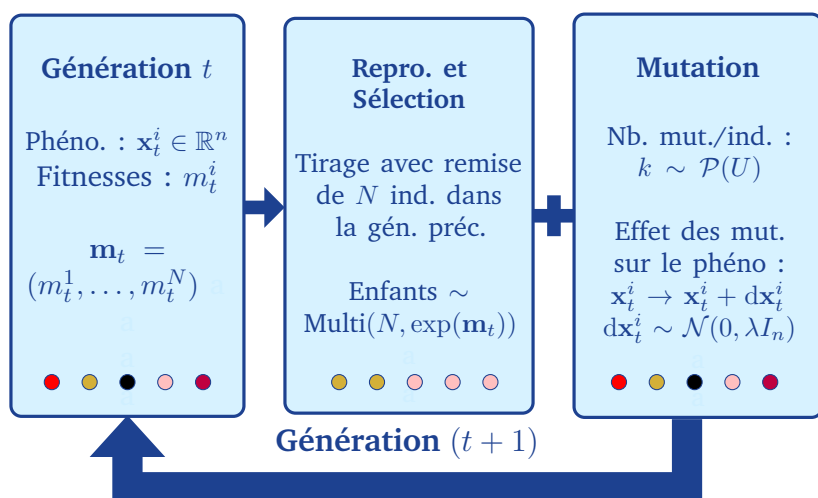 Génération t
Phéno. : x_t^i ∈ ℝ^n
Fitnesses : m_t^i
m_t =
(m_t^1, …, m_t^N)
Repro. et
Sélection
Tirage avec remise
de N ind. dans
la gén. préc.
Enfants ∼
Multi(N, exp(m_t))
Mutation
Nb. mut./ind. :
k ∼ 𝒫(U)
Effet des mut.
sur le phéno :
x_t^i → x_t^i + dx_t^i
dx_t^i ∼ 𝒩(0, λI_n)
Génération (t + 1)